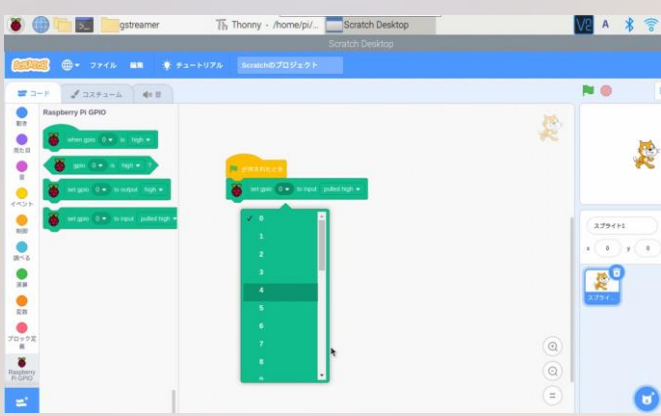 gstreamer
Thonny - /home/pi/...
Scratch Desktop
V2
A
Scratch Desktop
SCRATCH
ファイル
編集
チュートリアル
Scratchのプロジェクト
コード
コスチューム
音
動き
見た目
音
イベント
制御
調べる
演算
変数
ブロック定義
Raspberry Pi GPIO
Raspberry Pi GPIO
when gpio 0 is high
gpio 0 is high ?
set gpio 0 to output high
set gpio 0 to input pulled high
が押されたとき
set gpio 0 to input pulled high
✓ 0
1
2
3
4
5
6
7
8
スプライト1
x 0 y 0
スプライ...